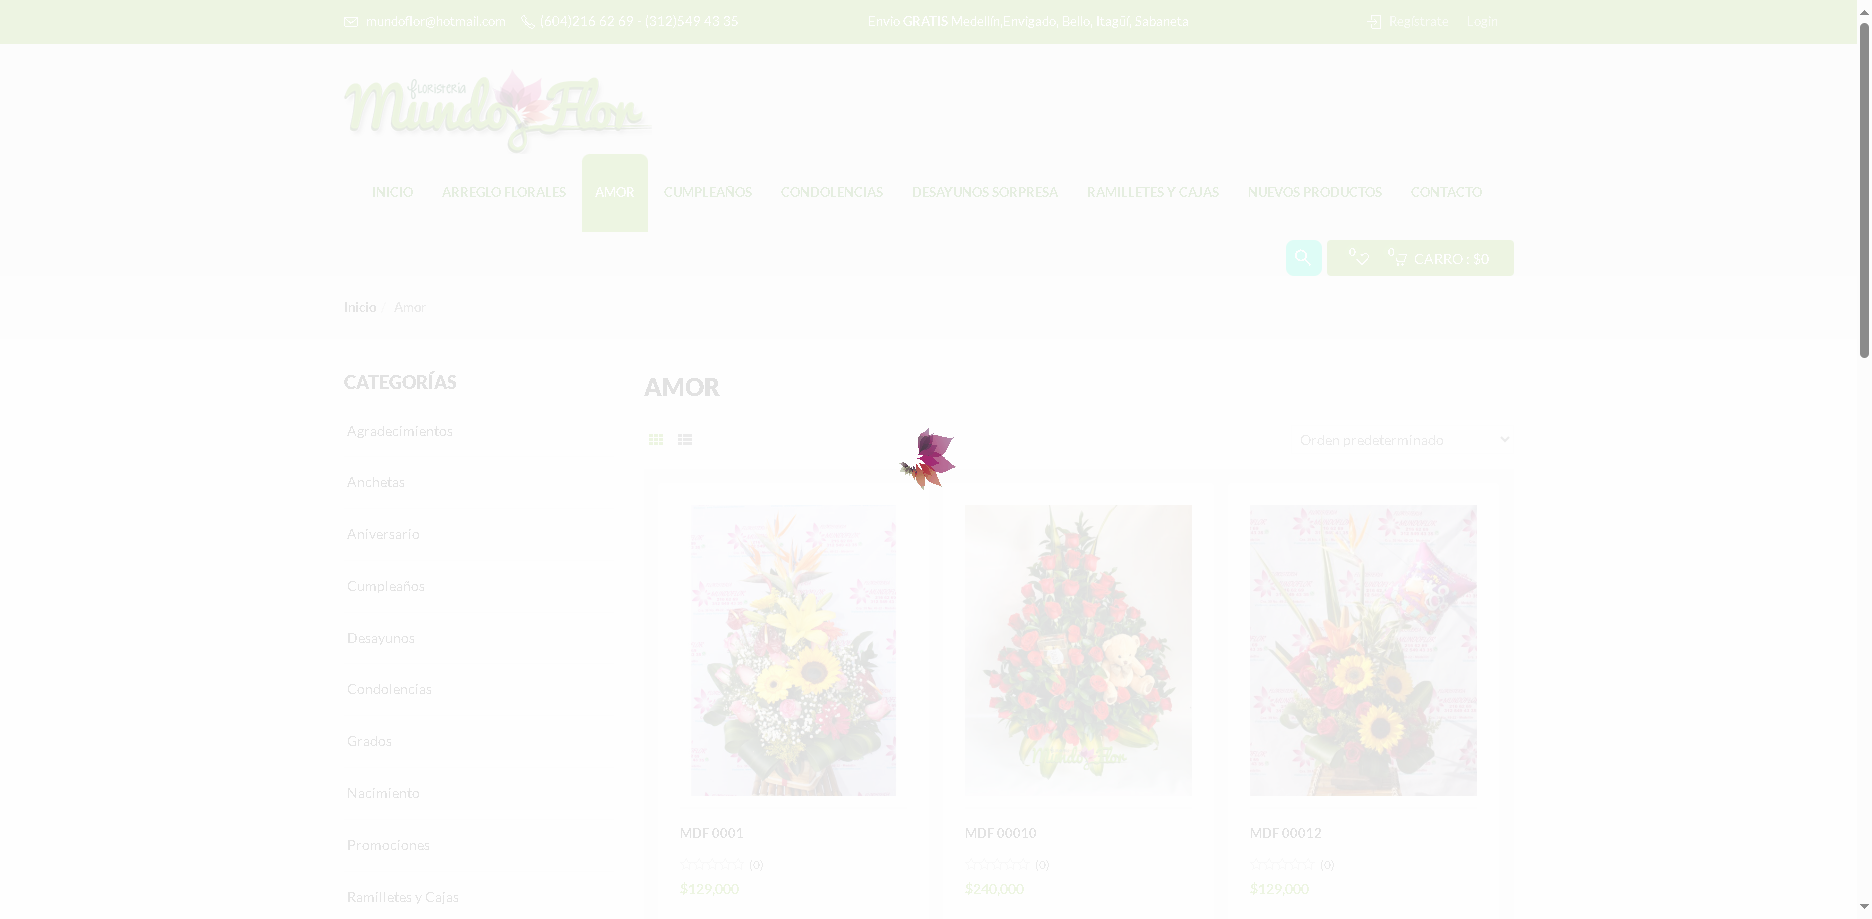 mundoflor@hotmail.com (604)216 62 69 - (312)549 43 35 Envío GRATIS Medellín,Envigado, Bello, Itagüí, Sabaneta Regístrate Login
floristería
Mundo Flor
INICIO ARREGLO FLORALES AMOR CUMPLEAÑOS CONDOLENCIAS DESAYUNOS SORPRESA RAMILLETES Y CAJAS NUEVOS PRODUCTOS CONTACTO
0 0 CARRO : $0
Inicio / Amor
CATEGORÍAS
Agradecimientos
Anchetas
Aniversario
Cumpleaños
Desayunos
Condolencias
Grados
Nacimiento
Promociones
Ramilletes y Cajas
AMOR
Orden predeterminado
MDF 0001
(0)
$129,000
MDF 00010
(0)
$240,000
MDF 00012
(0)
$129,000